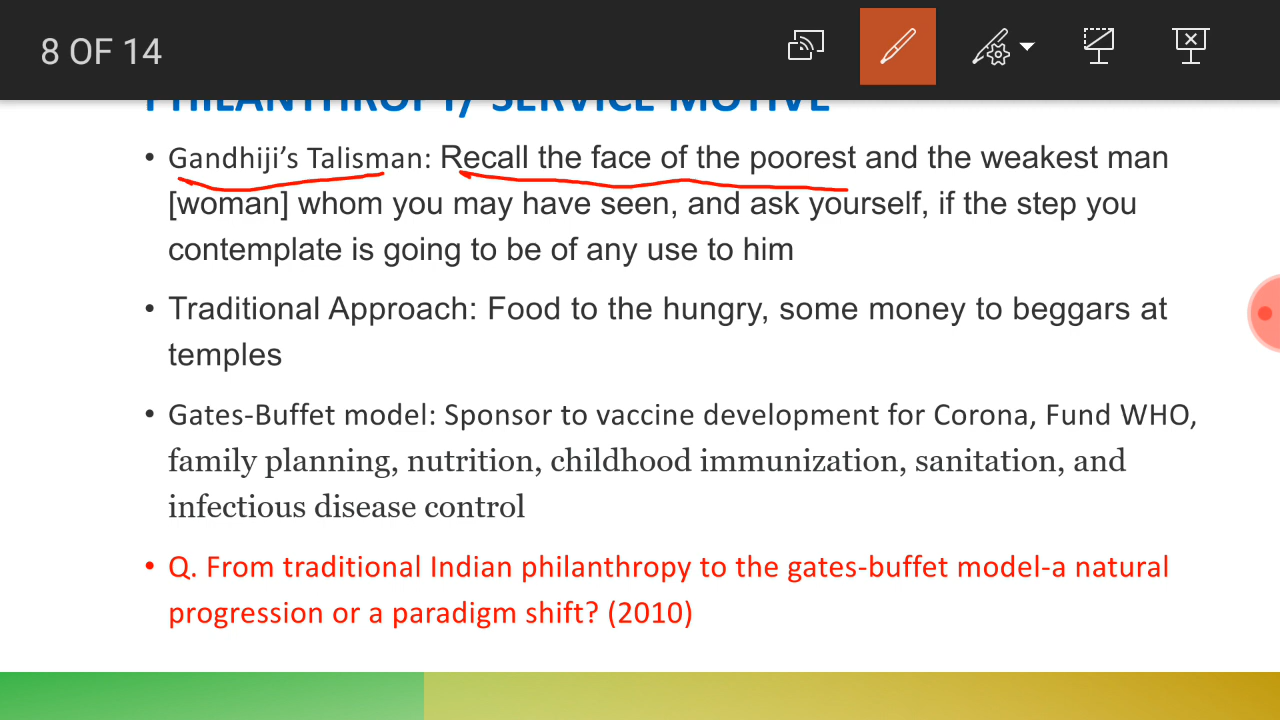 8 OF 14
PHILANTHROPY/ SERVICE MOTIVE
• Gandhiji's Talisman: Recall the face of the poorest and the weakest man
[woman] whom you may have seen, and ask yourself, if the step you
contemplate is going to be of any use to him
• Traditional Approach: Food to the hungry, some money to beggars at
temples
• Gates-Buffet model: Sponsor to vaccine development for Corona, Fund WHO,
family planning, nutrition, childhood immunization, sanitation, and
infectious disease control
• Q. From traditional Indian philanthropy to the gates-buffet model-a natural
progression or a paradigm shift? (2010)